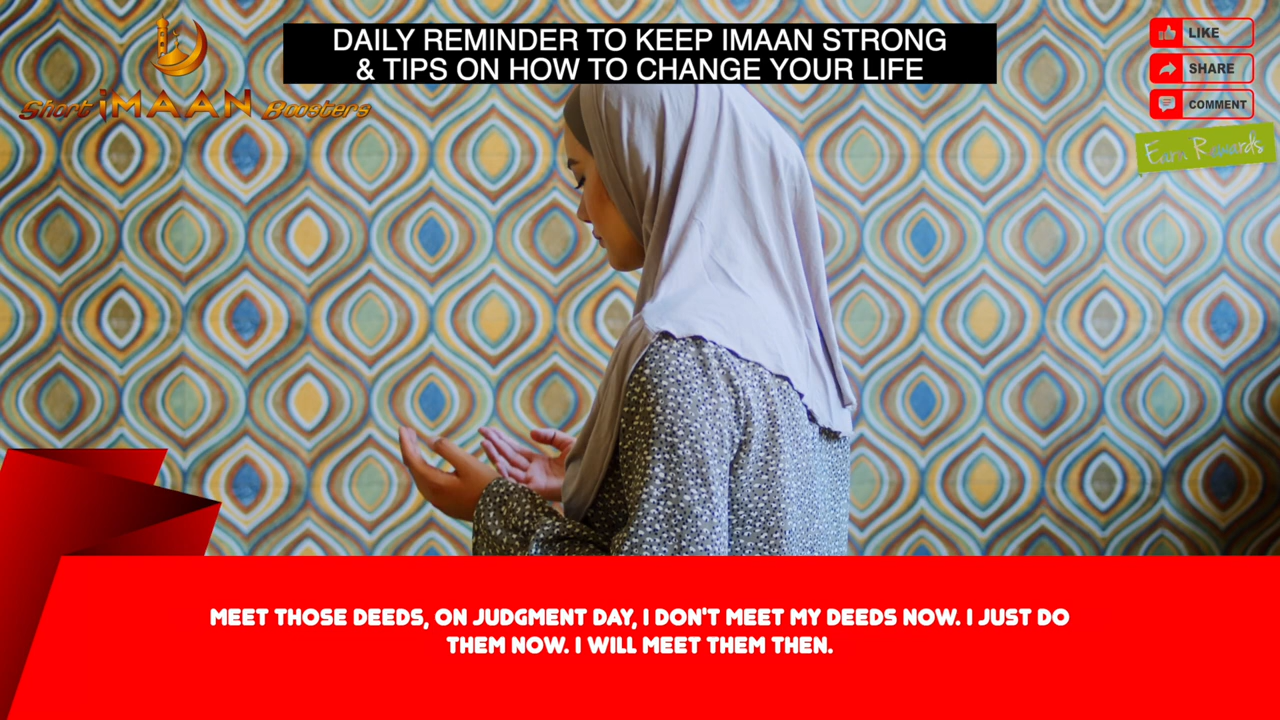 DAILY REMINDER TO KEEP IMAAN STRONG
& TIPS ON HOW TO CHANGE YOUR LIFE
Short iMAAN Boosters
LIKE
SHARE
COMMENT
Earn Rewards
MEET THOSE DEEDS, ON JUDGMENT DAY, I DON'T MEET MY DEEDS NOW. I JUST DO
THEM NOW. I WILL MEET THEM THEN.